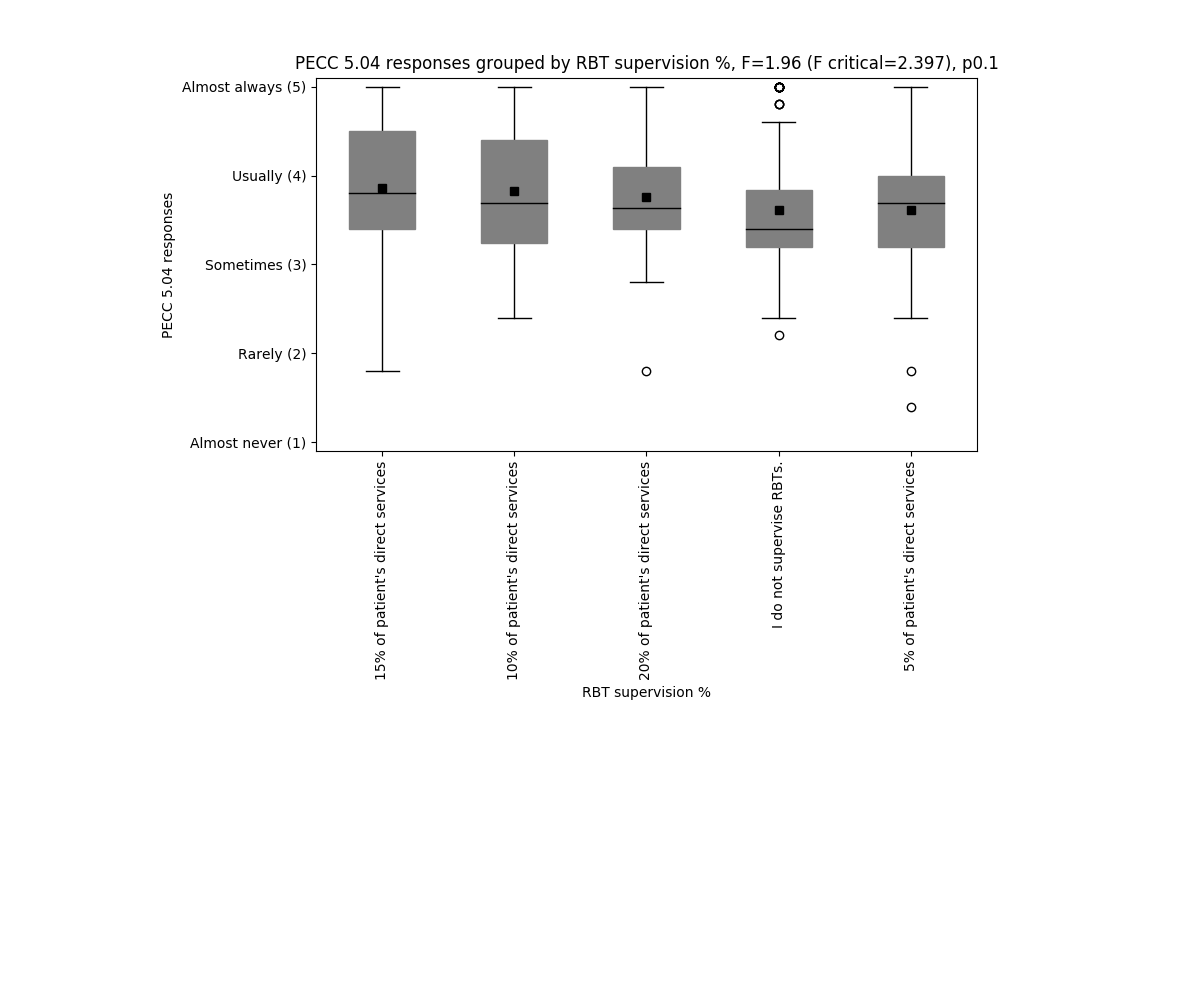 PECC 5.04 responses grouped by RBT supervision %, F=1.96 (F critical=2.397), p0.1
Almost always (5)
Usually (4)
Sometimes (3)
Rarely (2)
Almost never (1)
PECC 5.04 responses
15% of patient's direct services
10% of patient's direct services
20% of patient's direct services
I do not supervise RBTs.
5% of patient's direct services
RBT supervision %